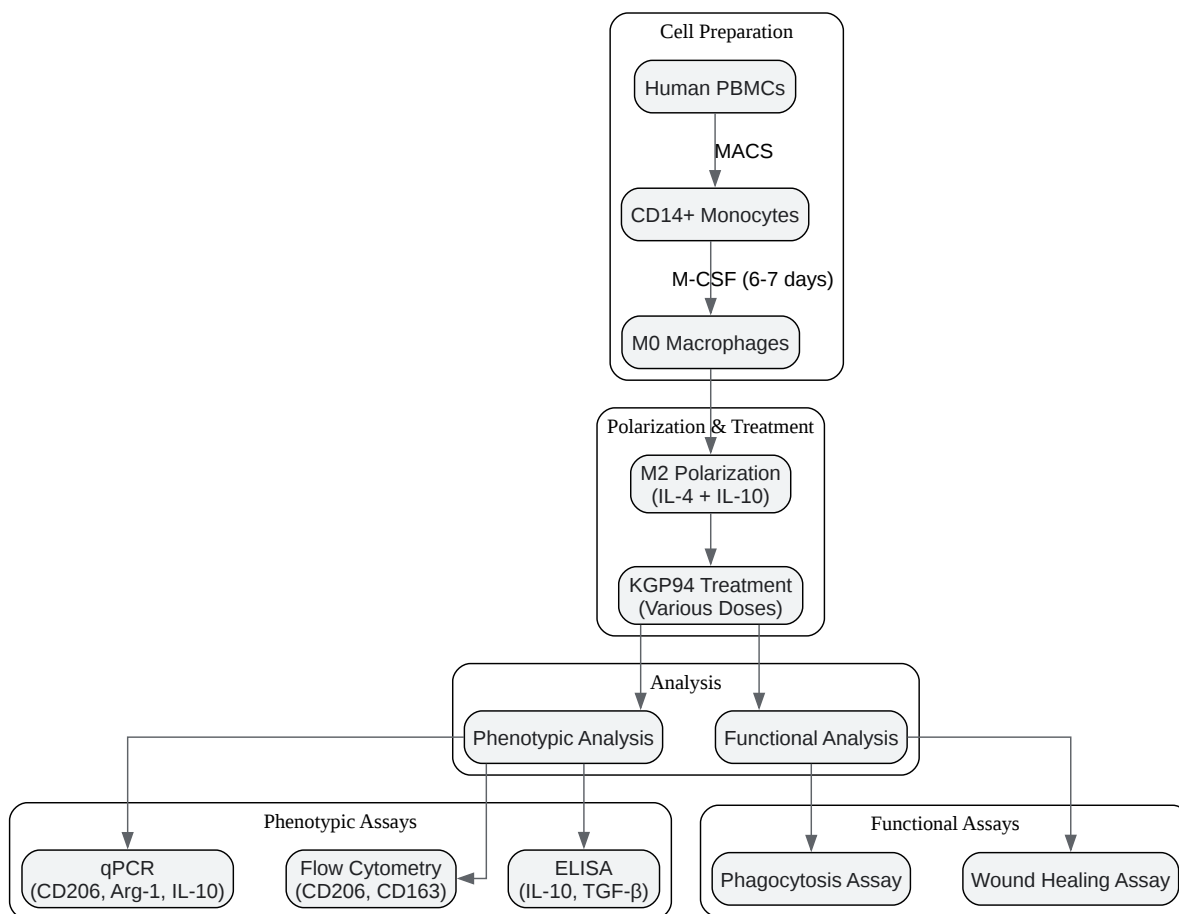 Cell Preparation
Human PBMCs
MACS
CD14+ Monocytes
M-CSF (6-7 days)
M0 Macrophages
Polarization & Treatment
M2 Polarization
(IL-4 + IL-10)
KGP94 Treatment
(Various Doses)
Analysis
Phenotypic Analysis
Functional Analysis
Phenotypic Assays
qPCR
(CD206, Arg-1, IL-10)
Flow Cytometry
(CD206, CD163)
ELISA
(IL-10, TGF-β)
Functional Assays
Phagocytosis Assay
Wound Healing Assay